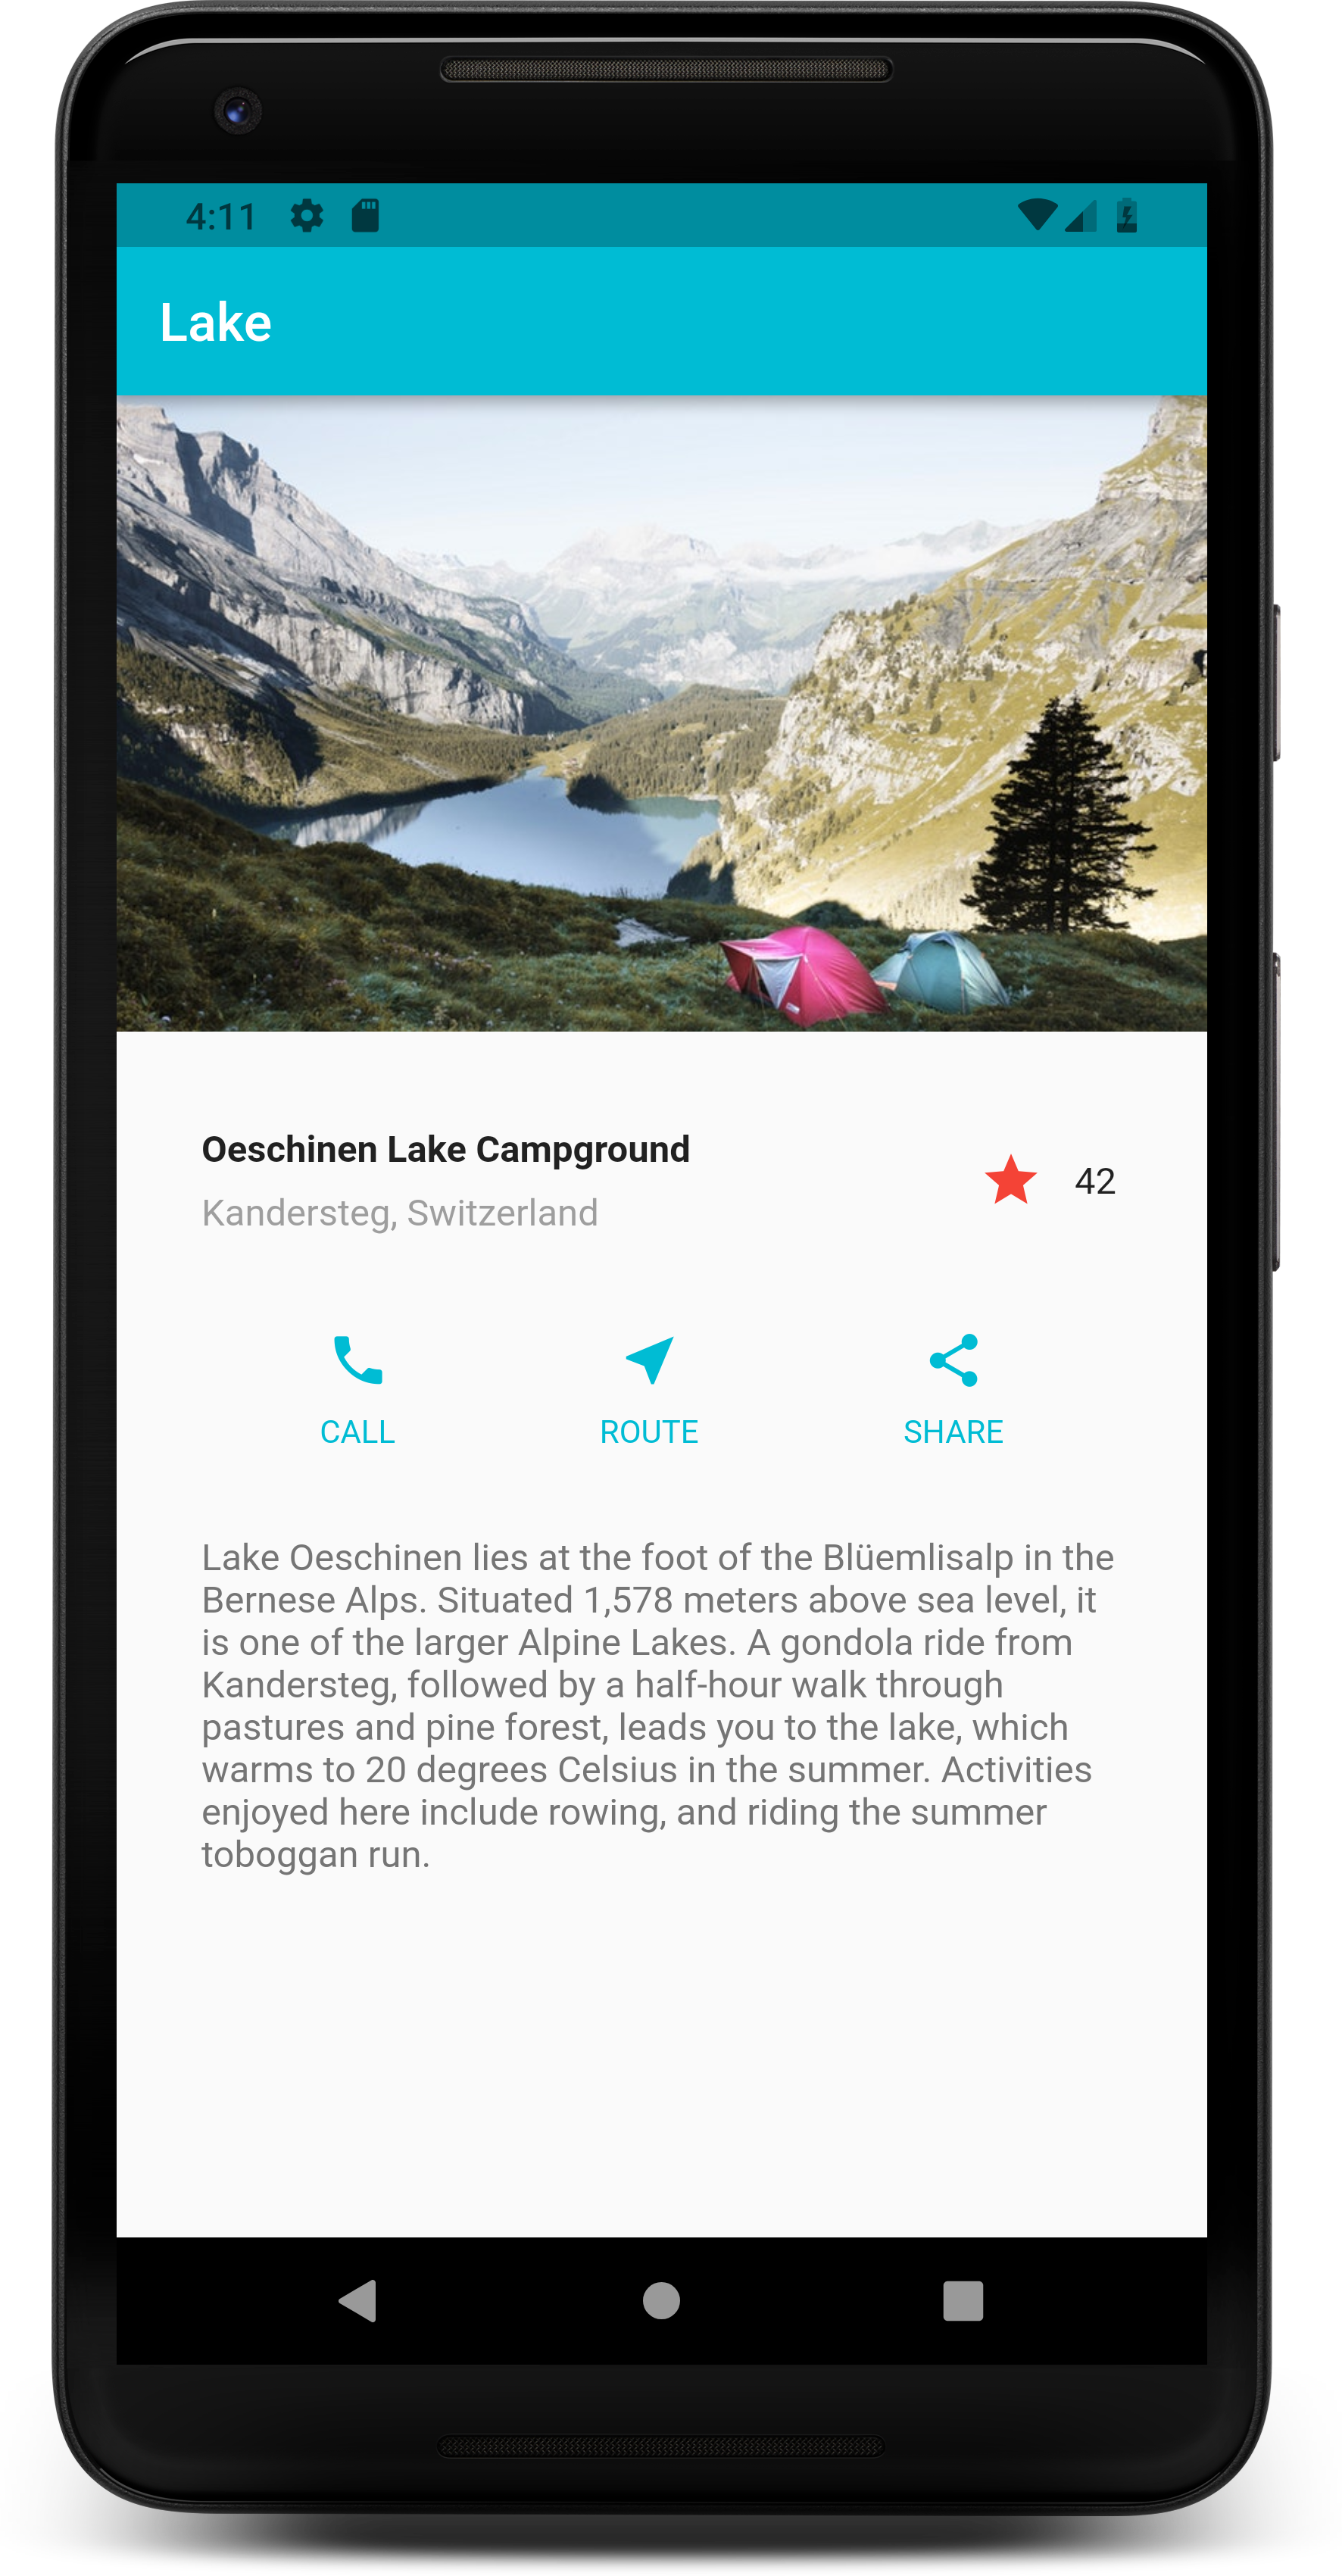 4:11
Lake
Oeschinen Lake Campground
Kandersteg, Switzerland
42
CALL
ROUTE
SHARE
Lake Oeschinen lies at the foot of the Blüemlisalp in the
Bernese Alps. Situated 1,578 meters above sea level, it
is one of the larger Alpine Lakes. A gondola ride from
Kandersteg, followed by a half-hour walk through
pastures and pine forest, leads you to the lake, which
warms to 20 degrees Celsius in the summer. Activities
enjoyed here include rowing, and riding the summer
toboggan run.